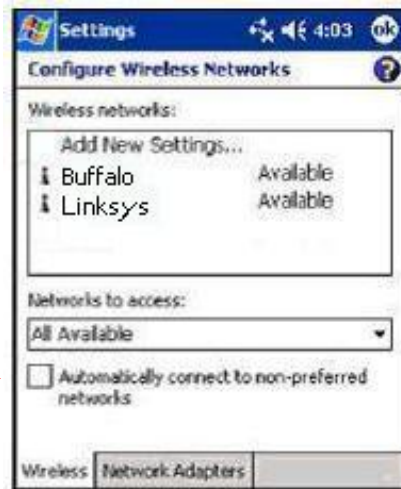 Settings 4:03 ok
Configure Wireless Networks ?
Wireless networks:
Add New Settings...
Buffalo Available
Linksys Available
Networks to access:
All Available
Automatically connect to non-preferred
networks
Wireless Network Adapters